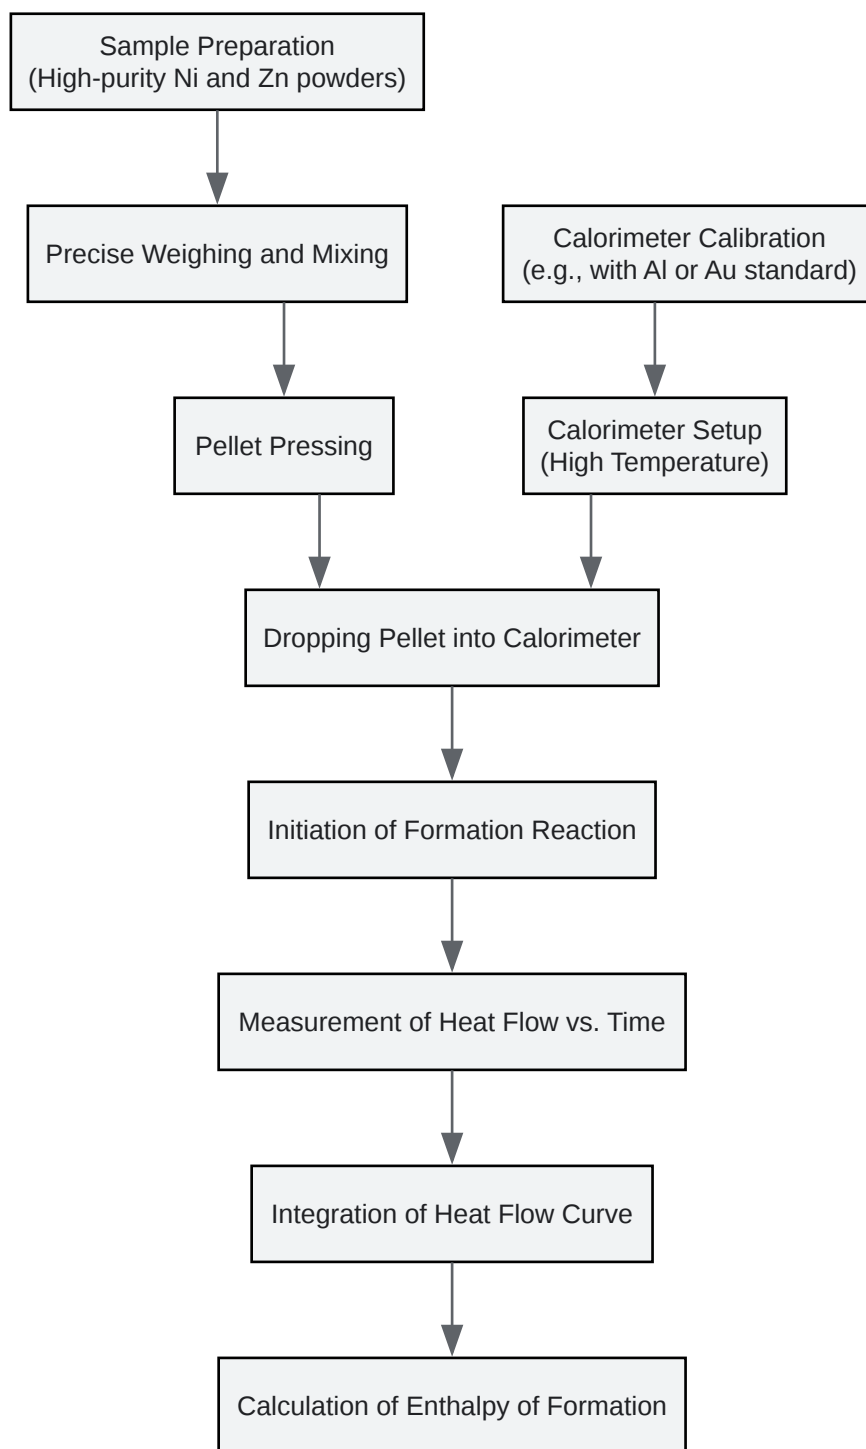 Sample Preparation
(High-purity Ni and Zn powders)
Precise Weighing and Mixing
Calorimeter Calibration
(e.g., with Al or Au standard)
Pellet Pressing
Calorimeter Setup
(High Temperature)
Dropping Pellet into Calorimeter
Initiation of Formation Reaction
Measurement of Heat Flow vs. Time
Integration of Heat Flow Curve
Calculation of Enthalpy of Formation